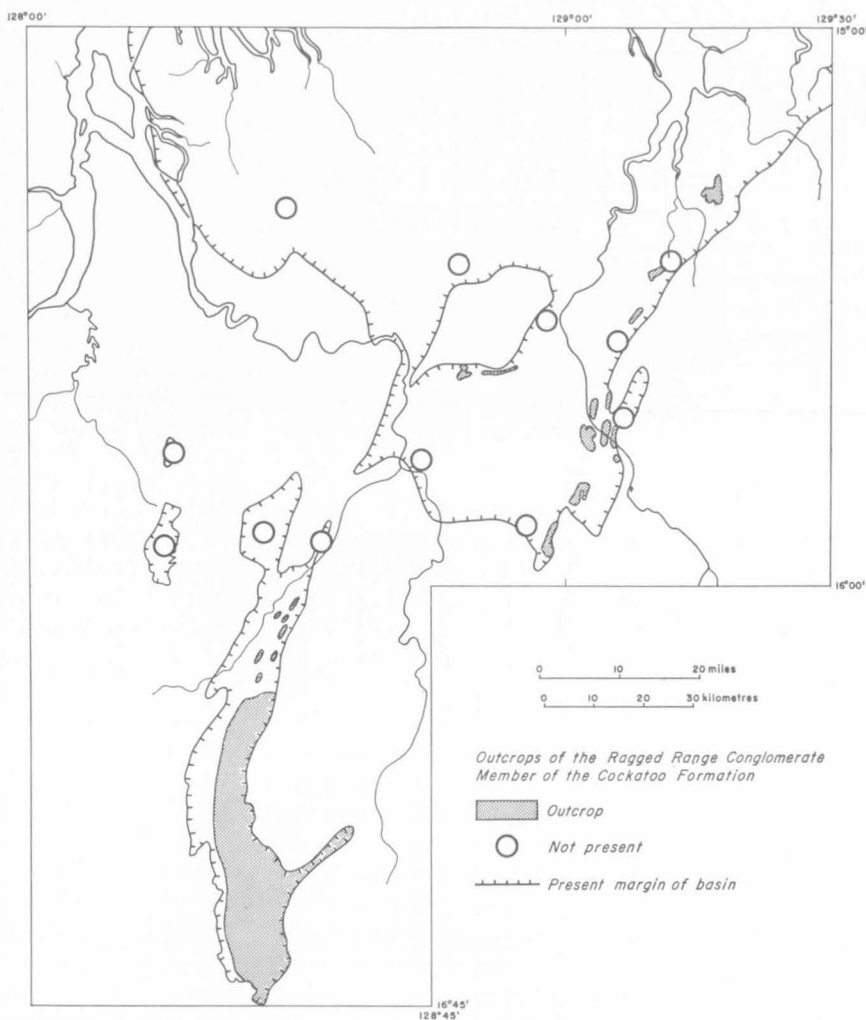 128°00'
129°00'
129°30'
15°00'
16°00'
0 10 20 miles
0 10 20 30 kilometres
Outcrops of the Ragged Range Conglomerate
Member of the Cockatoo Formation
Outcrop
Not present
Present margin of basin
16°45'
128°45'